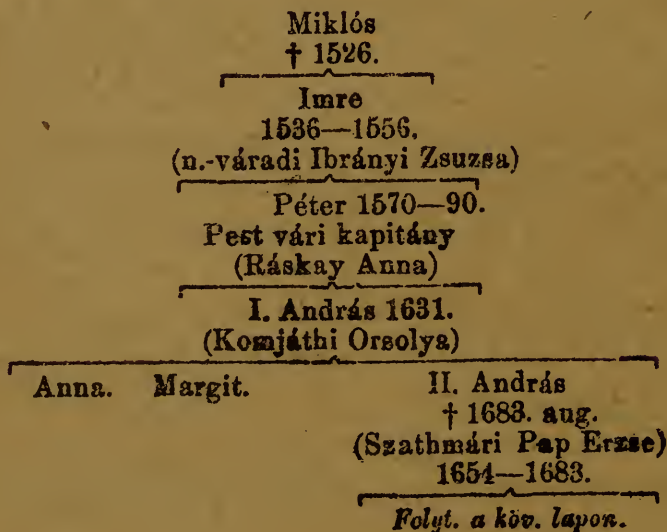 Miklós
† 1526.
Imre
1536—1556.
(n.-váradi Ibrányi Zsuzsa)
Péter 1570—90.
Pest vári kapitány
(Ráskay Anna)
I. András 1631.
(Komjáthi Orsolya)
Anna. Margit. II. András
† 1683. aug.
(Szathmári Pap Erzse)
1654—1683.
Folyt. a köv. lapon.